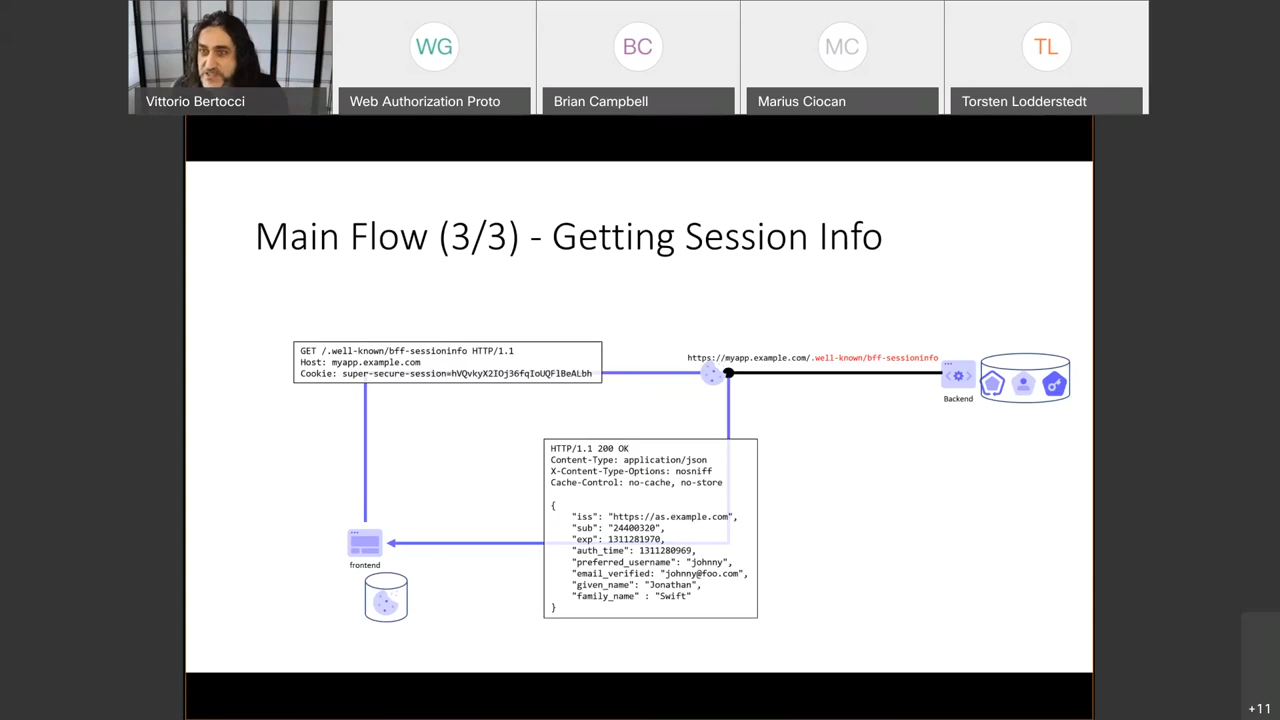 WG
BC
MC
TL
Vittorio Bertocci
Web Authorization Proto
Brian Campbell
Marius Ciocan
Torsten Lodderstedt
Main Flow (3/3) - Getting Session Info
GET /.well-known/bff-sessioninfo HTTP/1.1
Host: myapp.example.com
Cookie: super-secure-session=hVQvkyX2IOj36fqIoUQFlBeALbh
https://myapp.example.com/.well-known/bff-sessioninfo
Backend
HTTP/1.1 200 OK
Content-Type: application/json
X-Content-Type-Options: nosniff
Cache-Control: no-cache, no-store
{
"iss": "https://as.example.com",
"sub": "24400320",
"exp": 1311281970,
"auth_time": 1311280969,
"preferred_username": "johnny",
"email_verified: "johnny@foo.com",
"given_name": "Jonathan",
"family_name" : "Swift"
}
frontend
+11